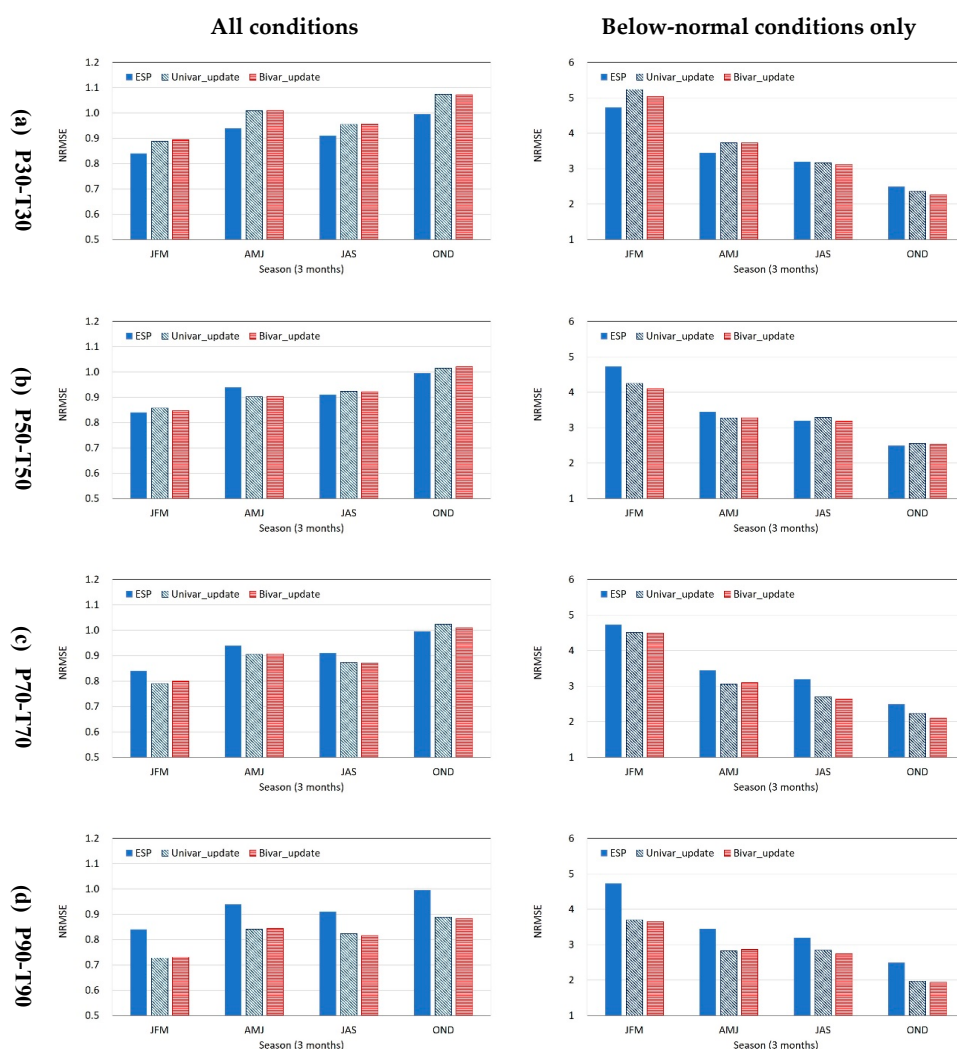 All conditions
Below-normal conditions only
(a) P30-T30
1.2
1.1
1.0
0.9
0.8
0.7
0.6
0.5
NRMSE
ESP Univar_update Bivar_update
JFM AMJ JAS OND
Season (3 months)
6
5
4
3
2
1
NRMSE
ESP Univar_update Bivar_update
JFM AMJ JAS OND
Season (3 months)
(b) P50-T50
1.2
1.1
1.0
0.9
0.8
0.7
0.6
0.5
NRMSE
ESP Univar_update Bivar_update
JFM AMJ JAS OND
Season (3 months)
6
5
4
3
2
1
NRMSE
ESP Univar_update Bivar_update
JFM AMJ JAS OND
Season (3 months)
(c) P70-T70
1.2
1.1
1.0
0.9
0.8
0.7
0.6
0.5
NRMSE
ESP Univar_update Bivar_update
JFM AMJ JAS OND
Season (3 months)
6
5
4
3
2
1
NRMSE
ESP Univar_update Bivar_update
JFM AMJ JAS OND
Season (3 months)
(d) P90-T90
1.2
1.1
1.0
0.9
0.8
0.7
0.6
0.5
NRMSE
ESP Univar_update Bivar_update
JFM AMJ JAS OND
Season (3 months)
6
5
4
3
2
1
NRMSE
ESP Univar_update Bivar_update
JFM AMJ JAS OND
Season (3 months)